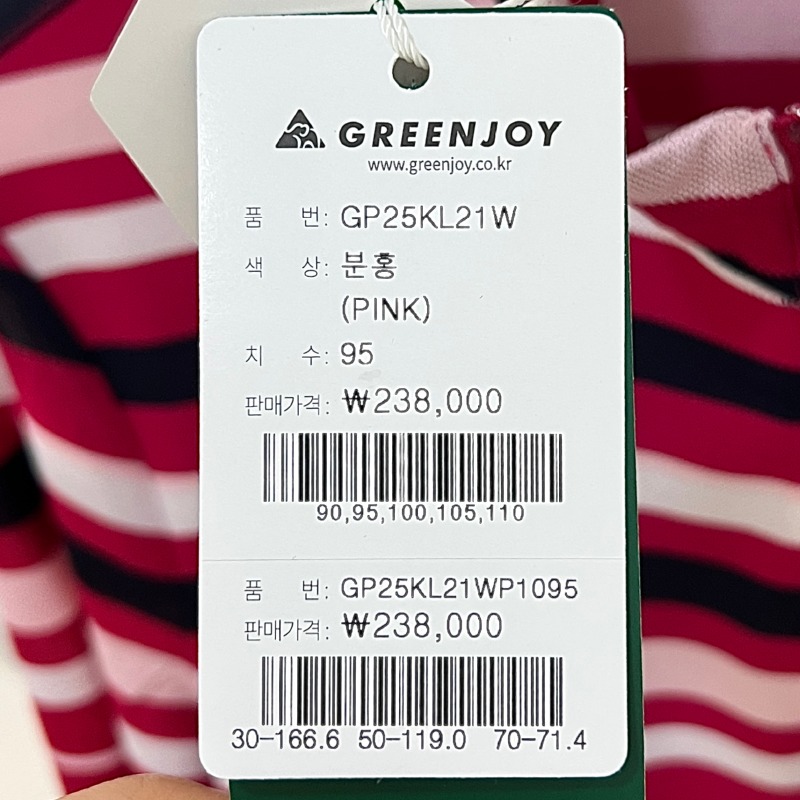 GREENJOY
www.greenjoy.co.kr
품 번: GP25KL21W
색 상: 분홍
(PINK)
치 수: 95
판매가격: ₩238,000
90,95,100,105,110
품 번: GP25KL21WP1095
판매가격: ₩238,000
30-166.6 50-119.0 70-71.4